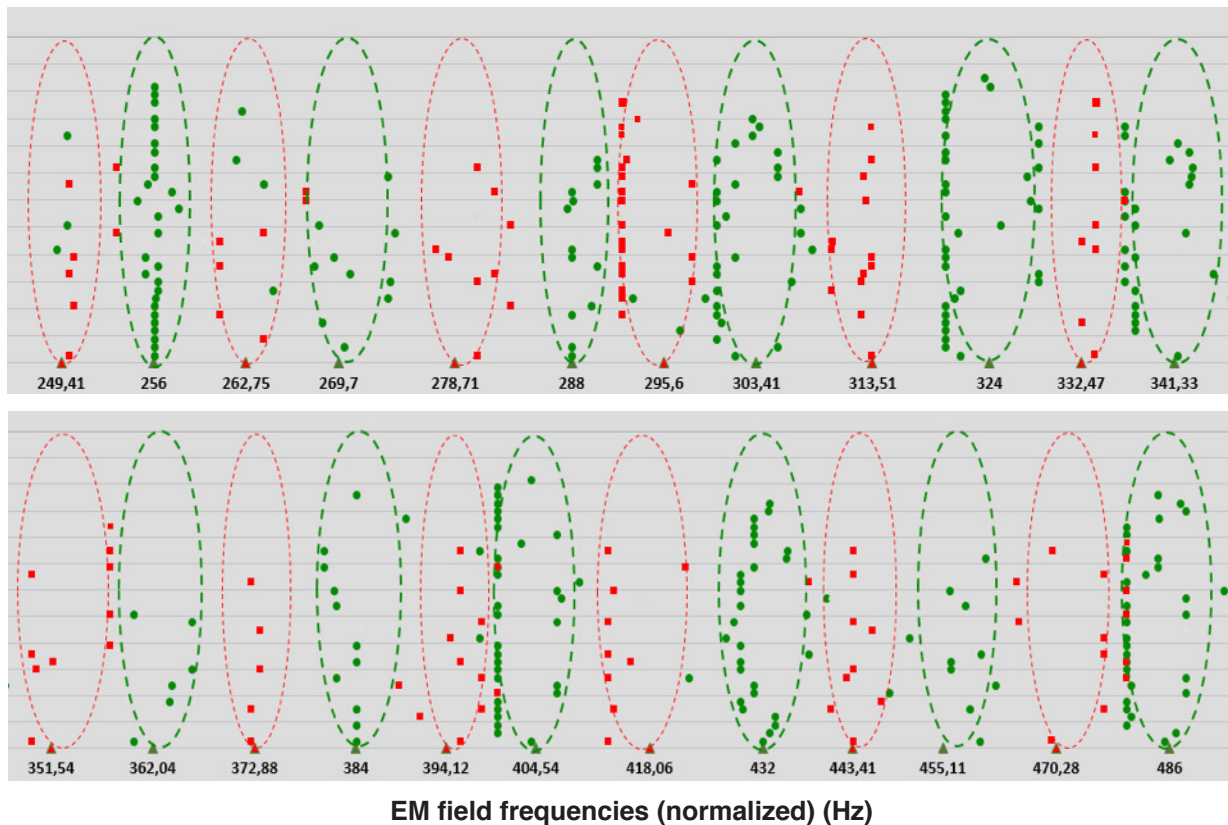 249,41 256 262,75 269,7 278,71 288 295,6 303,41 313,51 324 332,47 341,33
351,54 362,04 372,88 384 394,12 404,54 418,06 432 443,41 455,11 470,28 486
EM field frequencies (normalized) (Hz)